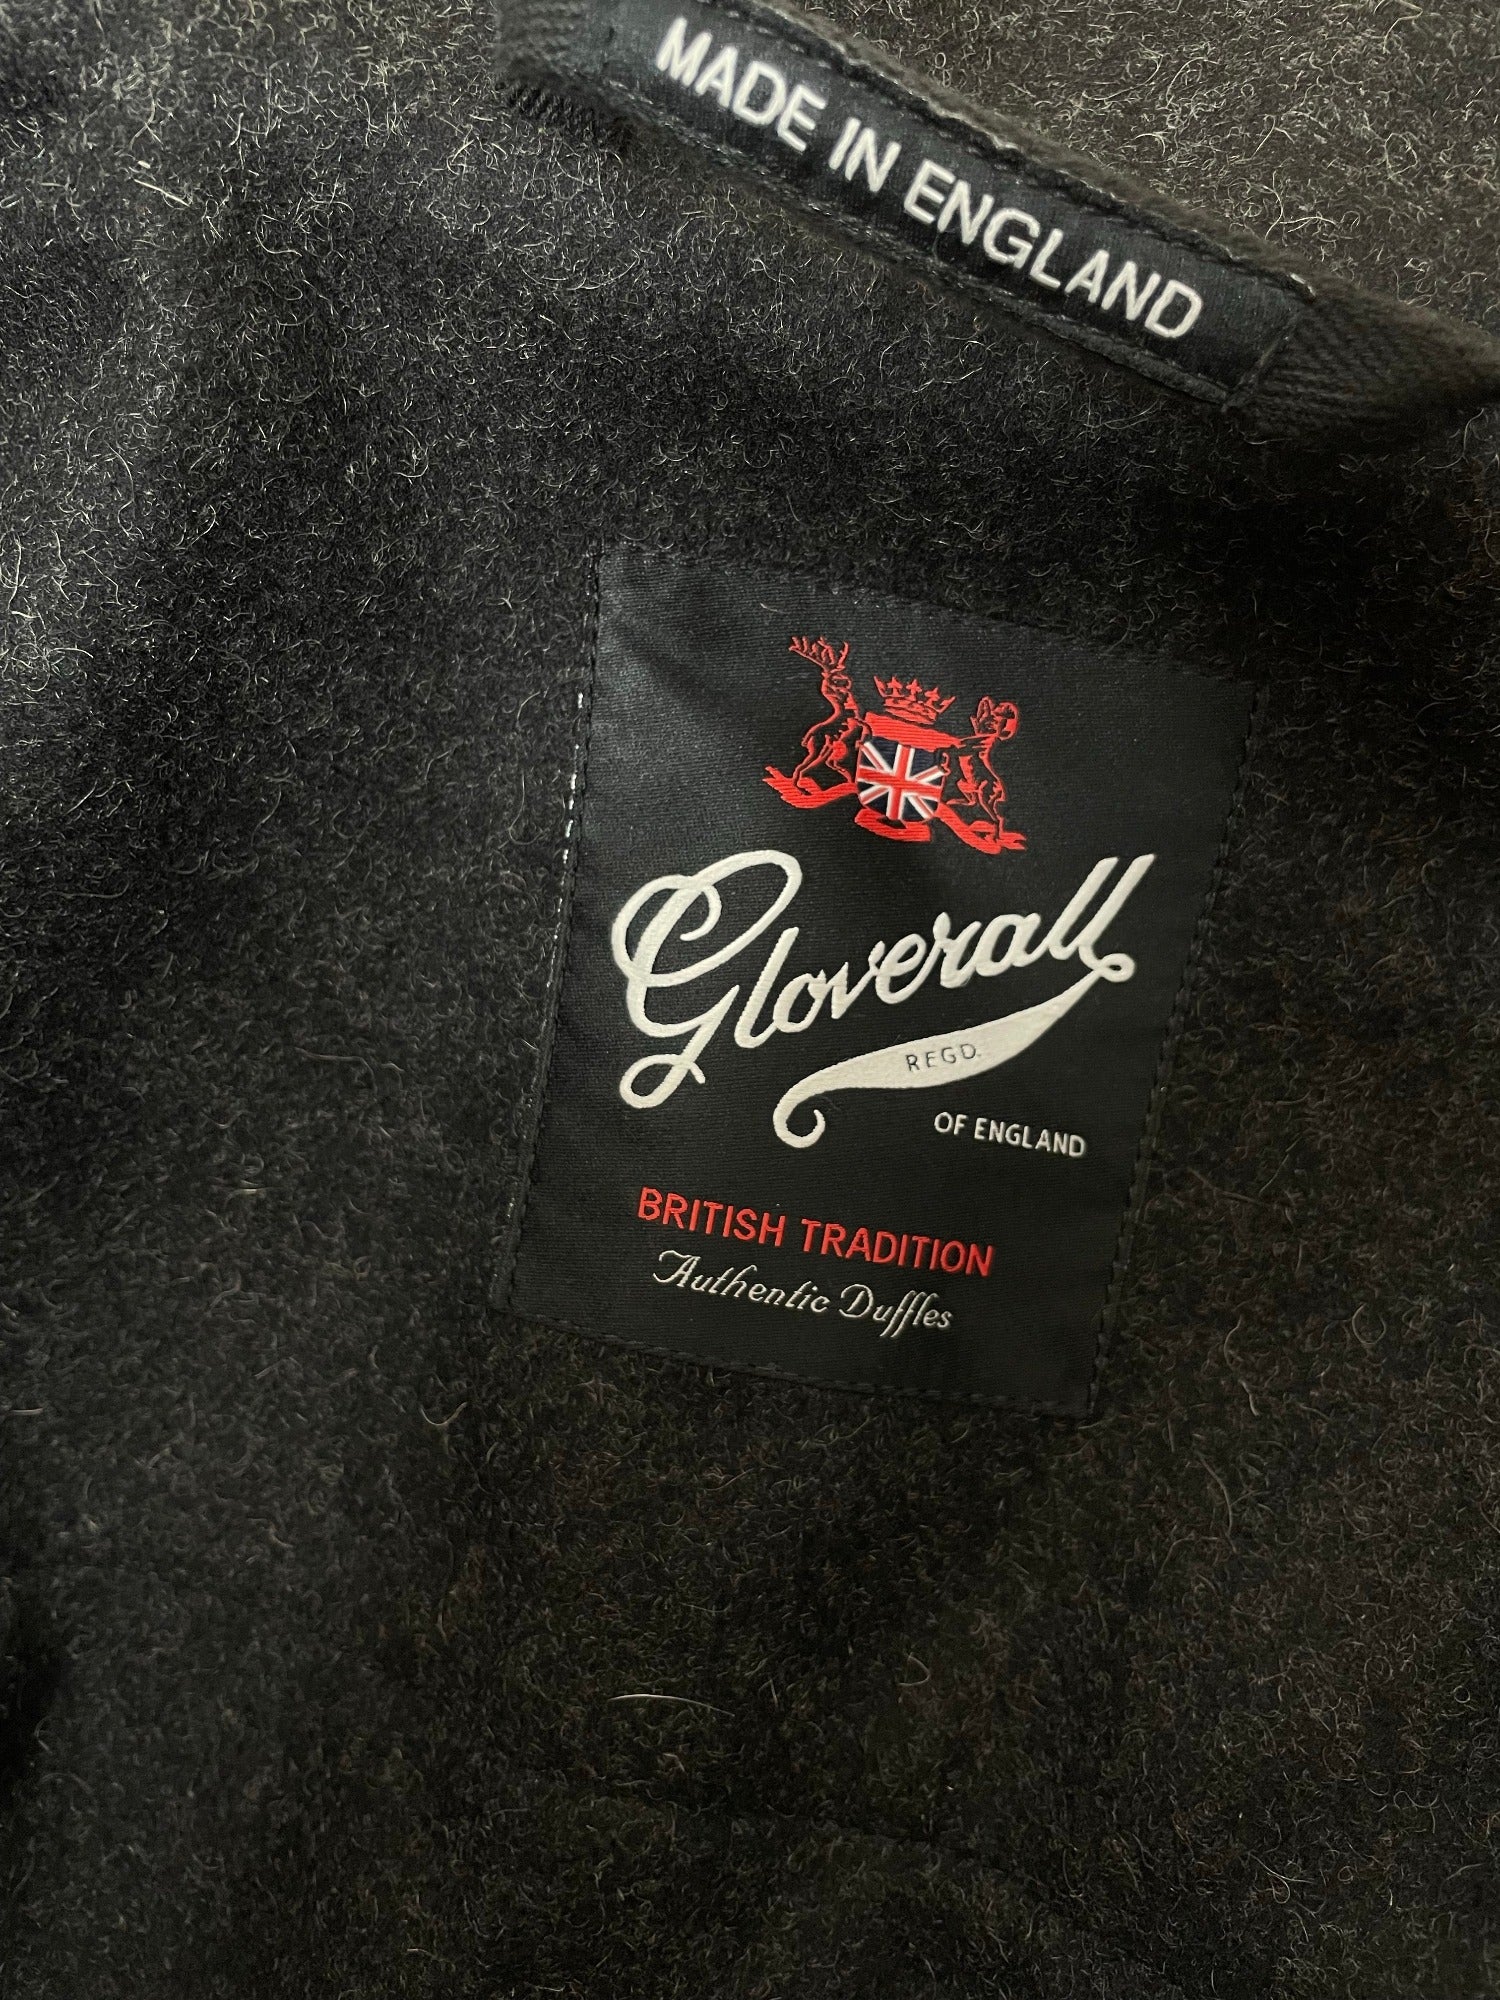 MADE IN ENGLAND
Gloverall
REGD.
OF ENGLAND
BRITISH TRADITION
Authentic Duffles